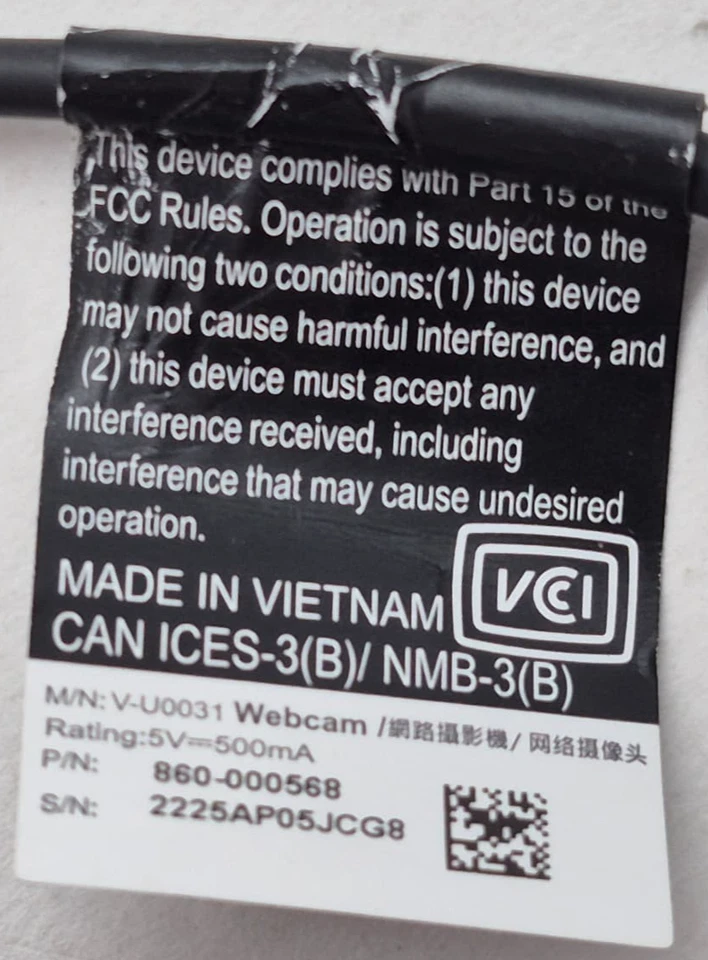 This device complies with Part 15 of the
FCC Rules. Operation is subject to the
following two conditions:(1) this device
may not cause harmful interference, and
(2) this device must accept any
interference received, including
interference that may cause undesired
operation.
VCCI
MADE IN VIETNAM
CAN ICES-3(B)/ NMB-3(B)
M/N: V-U0031 Webcam /網路攝影機/ 网络摄像头
Rating:5V⎓500mA
P/N: 860-000568
S/N: 2225AP05JCG8